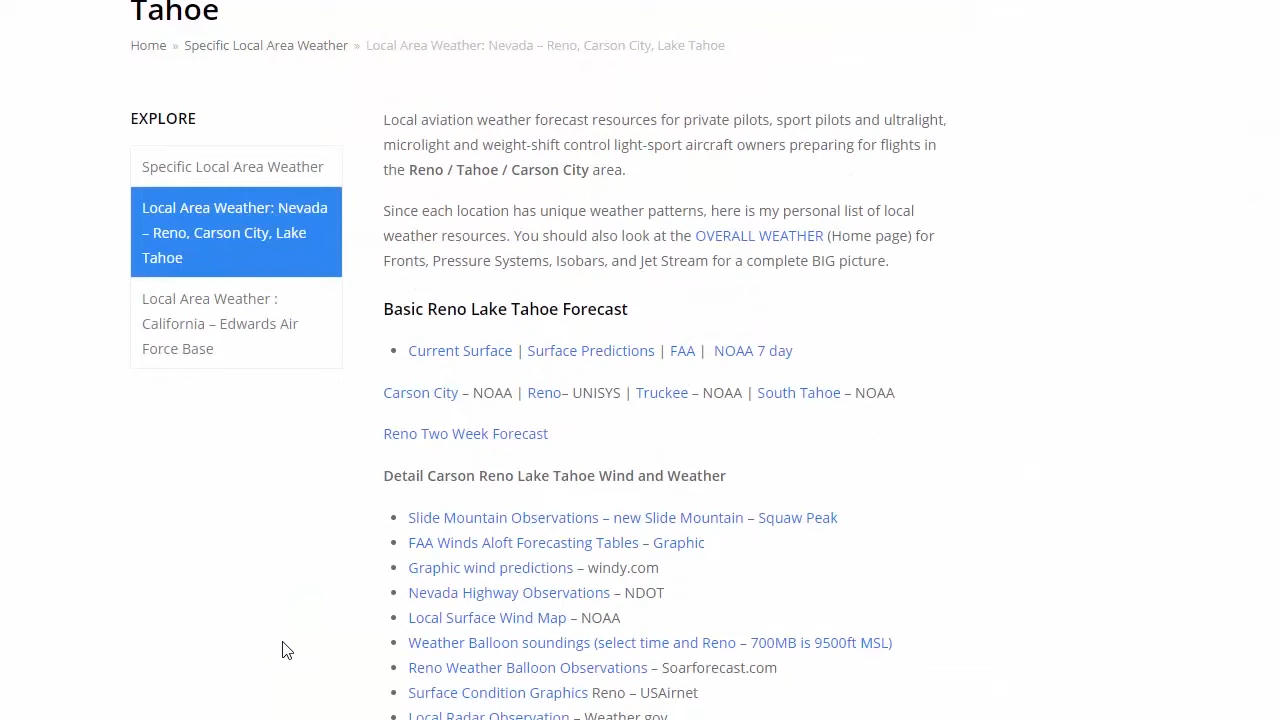 Tahoe
Home » Specific Local Area Weather » Local Area Weather: Nevada – Reno, Carson City, Lake Tahoe
EXPLORE
Specific Local Area Weather
Local Area Weather: Nevada
– Reno, Carson City, Lake
Tahoe
Local Area Weather :
California – Edwards Air
Force Base
Local aviation weather forecast resources for private pilots, sport pilots and ultralight,
microlight and weight-shift control light-sport aircraft owners preparing for flights in
the Reno / Tahoe / Carson City area.
Since each location has unique weather patterns, here is my personal list of local
weather resources. You should also look at the OVERALL WEATHER (Home page) for
Fronts, Pressure Systems, Isobars, and Jet Stream for a complete BIG picture.
Basic Reno Lake Tahoe Forecast
• Current Surface | Surface Predictions | FAA | NOAA 7 day
Carson City – NOAA | Reno– UNISYS | Truckee – NOAA | South Tahoe – NOAA
Reno Two Week Forecast
Detail Carson Reno Lake Tahoe Wind and Weather
• Slide Mountain Observations – new Slide Mountain – Squaw Peak
• FAA Winds Aloft Forecasting Tables – Graphic
• Graphic wind predictions – windy.com
• Nevada Highway Observations – NDOT
• Local Surface Wind Map – NOAA
• Weather Balloon soundings (select time and Reno – 700MB is 9500ft MSL)
• Reno Weather Balloon Observations – Soarforecast.com
• Surface Condition Graphics Reno – USAirnet
• Local Radar Observation – Weather.gov